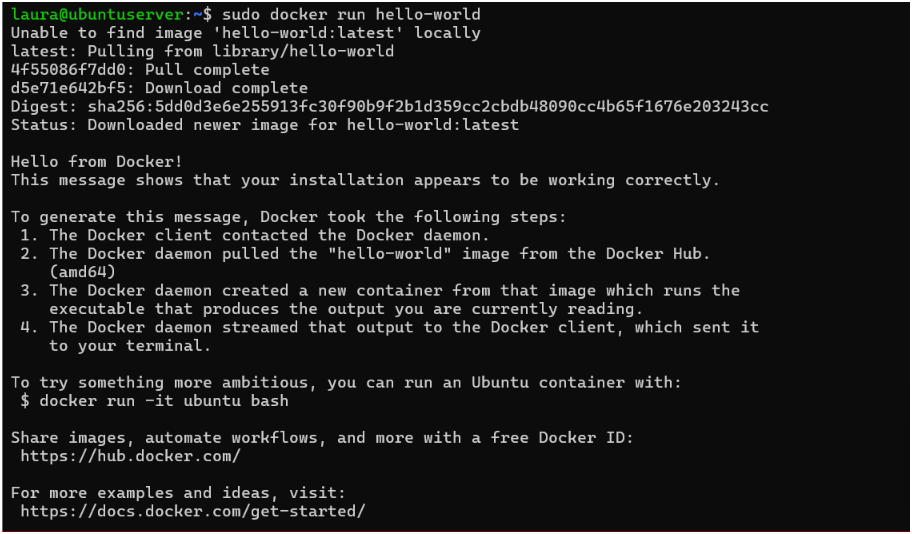 laura@ubuntuserver:~$ sudo docker run hello-world
Unable to find image 'hello-world:latest' locally
latest: Pulling from library/hello-world
4f55086f7dd0: Pull complete
d5e71e642bf5: Download complete
Digest: sha256:5dd0d3e6e255913fc30f90b9f2b1d359cc2cbdb48090cc4b65f1676e203243cc
Status: Downloaded newer image for hello-world:latest

Hello from Docker!
This message shows that your installation appears to be working correctly.

To generate this message, Docker took the following steps:
 1. The Docker client contacted the Docker daemon.
 2. The Docker daemon pulled the "hello-world" image from the Docker Hub.
    (amd64)
 3. The Docker daemon created a new container from that image which runs the
    executable that produces the output you are currently reading.
 4. The Docker daemon streamed that output to the Docker client, which sent it
    to your terminal.

To try something more ambitious, you can run an Ubuntu container with:
 $ docker run -it ubuntu bash

Share images, automate workflows, and more with a free Docker ID:
 https://hub.docker.com/

For more examples and ideas, visit:
 https://docs.docker.com/get-started/